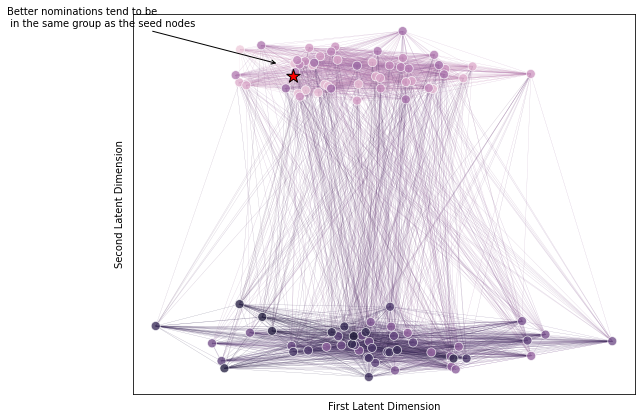 Better nominations tend to be
in the same group as the seed nodes
Second Latent Dimension
First Latent Dimension